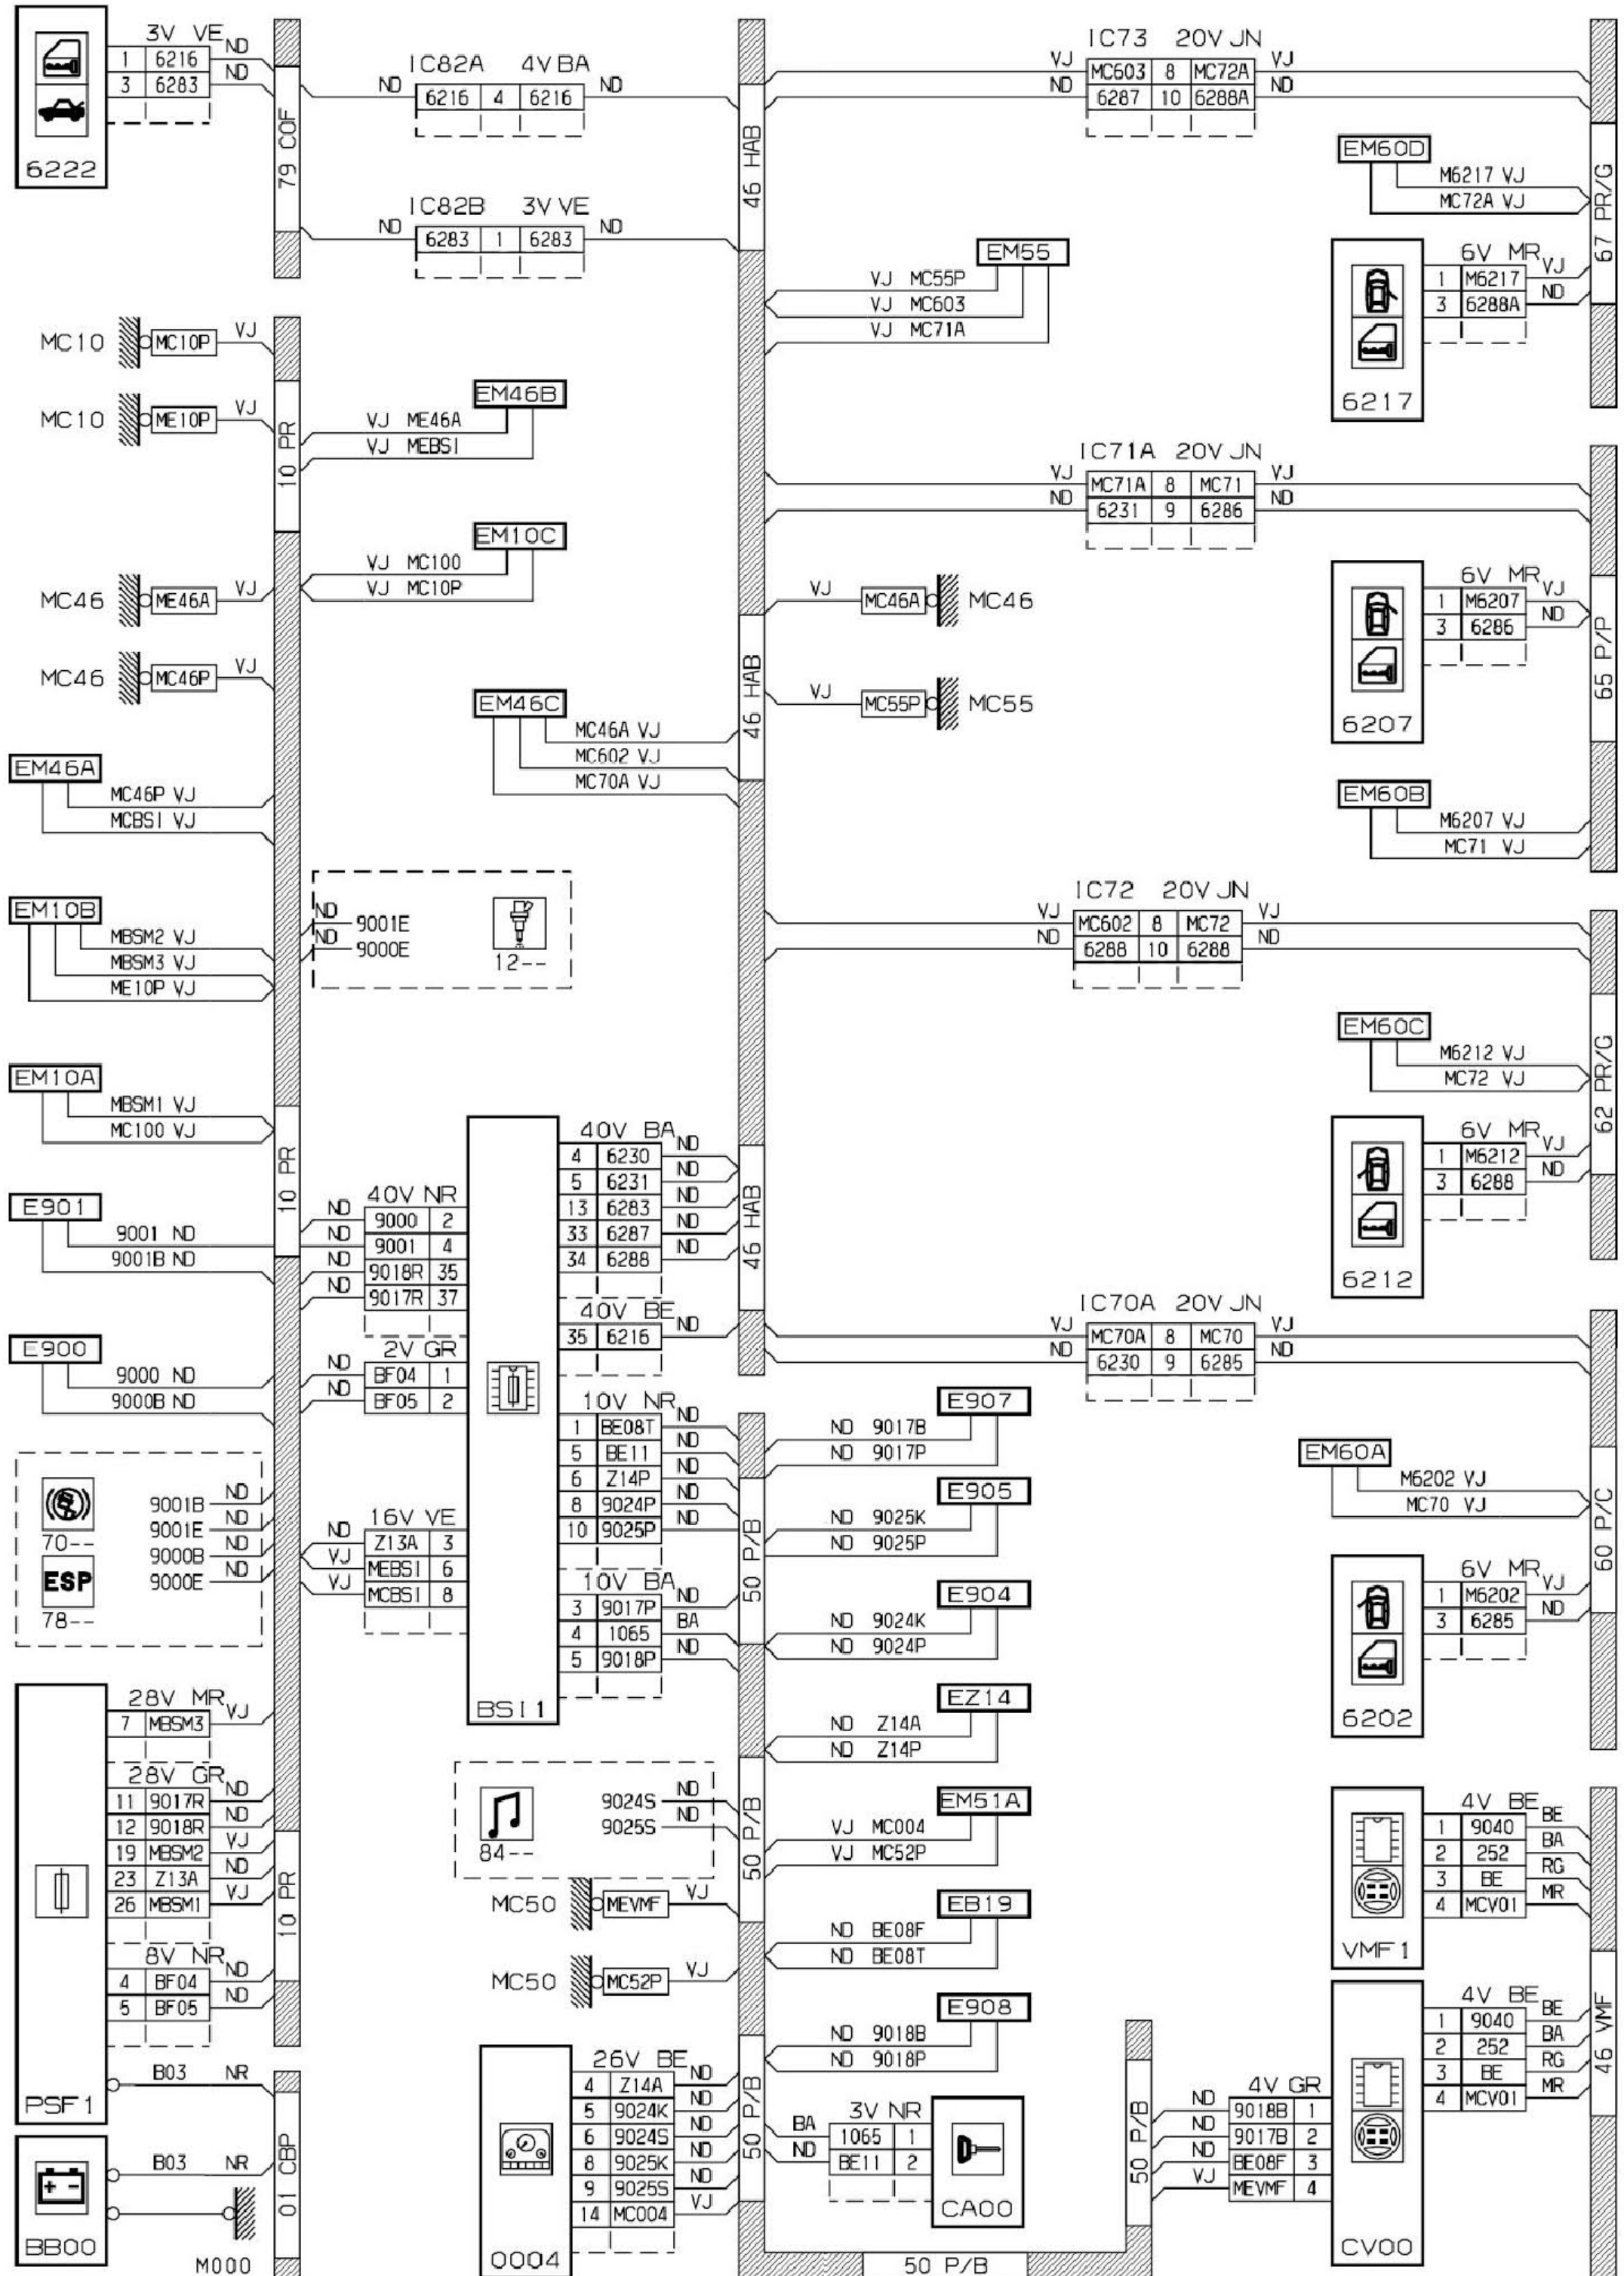 3V VE
1 6216 ND
3 6283 ND
6222
79 COF
IC82A 4V BA
ND 6216 4 6216 ND
IC82B 3V VE
ND 6283 1 6283 ND
46 HAB
IC73 20V JN
VJ MC603 8 MC72A VJ
ND 6287 10 6288A ND
EM60D
M6217 VJ
MC72A VJ
67 PR/G
6V MR
1 M6217 VJ
3 6288A ND
6217
EM55
VJ MC55P
VJ MC603
VJ MC71A
MC10 MC10P VJ
MC10 ME10P VJ
10 PR
EM46B
VJ ME46A
VJ MEBSI
EM10C
VJ MC100
VJ MC10P
MC46 ME46A VJ
MC46 MC46P VJ
IC71A 20V JN
VJ MC71A 8 MC71 VJ
ND 6231 9 6286 ND
VJ MC46A MC46
VJ MC55P MC55
46 HAB
6V MR
1 M6207 VJ
3 6286 ND
6207
65 P/P
EM46C
MC46A VJ
MC602 VJ
MC70A VJ
EM46A
MC46P VJ
MCBSI VJ
EM60B
M6207 VJ
MC71 VJ
EM10B
MBSM2 VJ
MBSM3 VJ
ME10P VJ
ND 9001E
ND 9000E
12--
IC72 20V JN
VJ MC602 8 MC72 VJ
ND 6288 10 6288 ND
EM60C
M6212 VJ
MC72 VJ
62 PR/G
6V MR
1 M6212 VJ
3 6288 ND
6212
EM10A
MBSM1 VJ
MC100 VJ
10 PR
E901
9001 ND
9001B ND
E900
9000 ND
9000B ND
40V NR
ND 9000 2
ND 9001 4
ND 9018R 35
ND 9017R 37
2V GR
ND BF04 1
ND BF05 2
16V VE
ND Z13A 3
VJ MEBSI 6
VJ MCBSI 8
BSI1
40V BA
4 6230 ND
5 6231 ND
13 6283 ND
33 6287 ND
34 6288 ND
40V BE
35 6216 ND
10V NR
1 BE08T ND
5 BE11 ND
6 Z14P ND
8 9024P ND
10 9025P ND
10V BA
3 9017P ND
4 1065 BA
5 9018P ND
46 HAB
IC70A 20V JN
VJ MC70A 8 MC70 VJ
ND 6230 9 6285 ND
EM60A
M6202 VJ
MC70 VJ
60 P/C
6V MR
1 M6202 VJ
3 6285 ND
6202
70--
ESP
78--
9001B ND
9001E ND
9000B ND
9000E ND
E907
ND 9017B
ND 9017P
E905
ND 9025K
ND 9025P
50 P/B
E904
ND 9024K
ND 9024P
EZ14
ND Z14A
ND Z14P
EM51A
VJ MC004
VJ MC52P
50 P/B
EB19
ND BE08F
ND BE08T
E908
ND 9018B
ND 9018P
28V MR
7 MBSM3 VJ
28V GR
11 9017R ND
12 9018R ND
19 MBSM2 VJ
23 Z13A ND
26 MBSM1 VJ
8V NR
4 BF04 ND
5 BF05 ND
B03 NR
PSF1
10 PR
84--
9024S ND
9025S ND
MC50 MEVMF VJ
MC50 MC52P VJ
B03 NR
BB00
M000
01 CBP
26V BE
4 Z14A ND
5 9024K ND
6 9024S ND
8 9025K ND
9 9025S ND
14 MC004 VJ
0004
50 P/B
3V NR
BA 1065 1
ND BE11 2
CA00
50 P/B
50 P/B
4V GR
ND 9018B 1
ND 9017B 2
ND BE08F 3
VJ MEVMF 4
CV00
4V BE
1 9040 BE
2 252 BA
3 BE RG
4 MCV01 MR
VMF1
4V BE
1 9040 BE
2 252 BA
3 BE RG
4 MCV01 MR
46 VMF